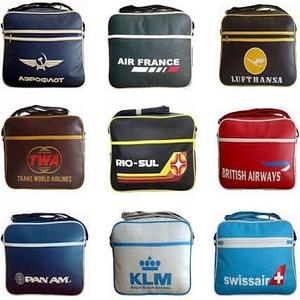 АЭРОФЛОТ
AIR FRANCE
LUFTHANSA
TWA
TRANS WORLD AIRLINES
RIO-SUL
BRITISH AIRWAYS
PAN AM
KLM
Royal Dutch Airlines
swissair